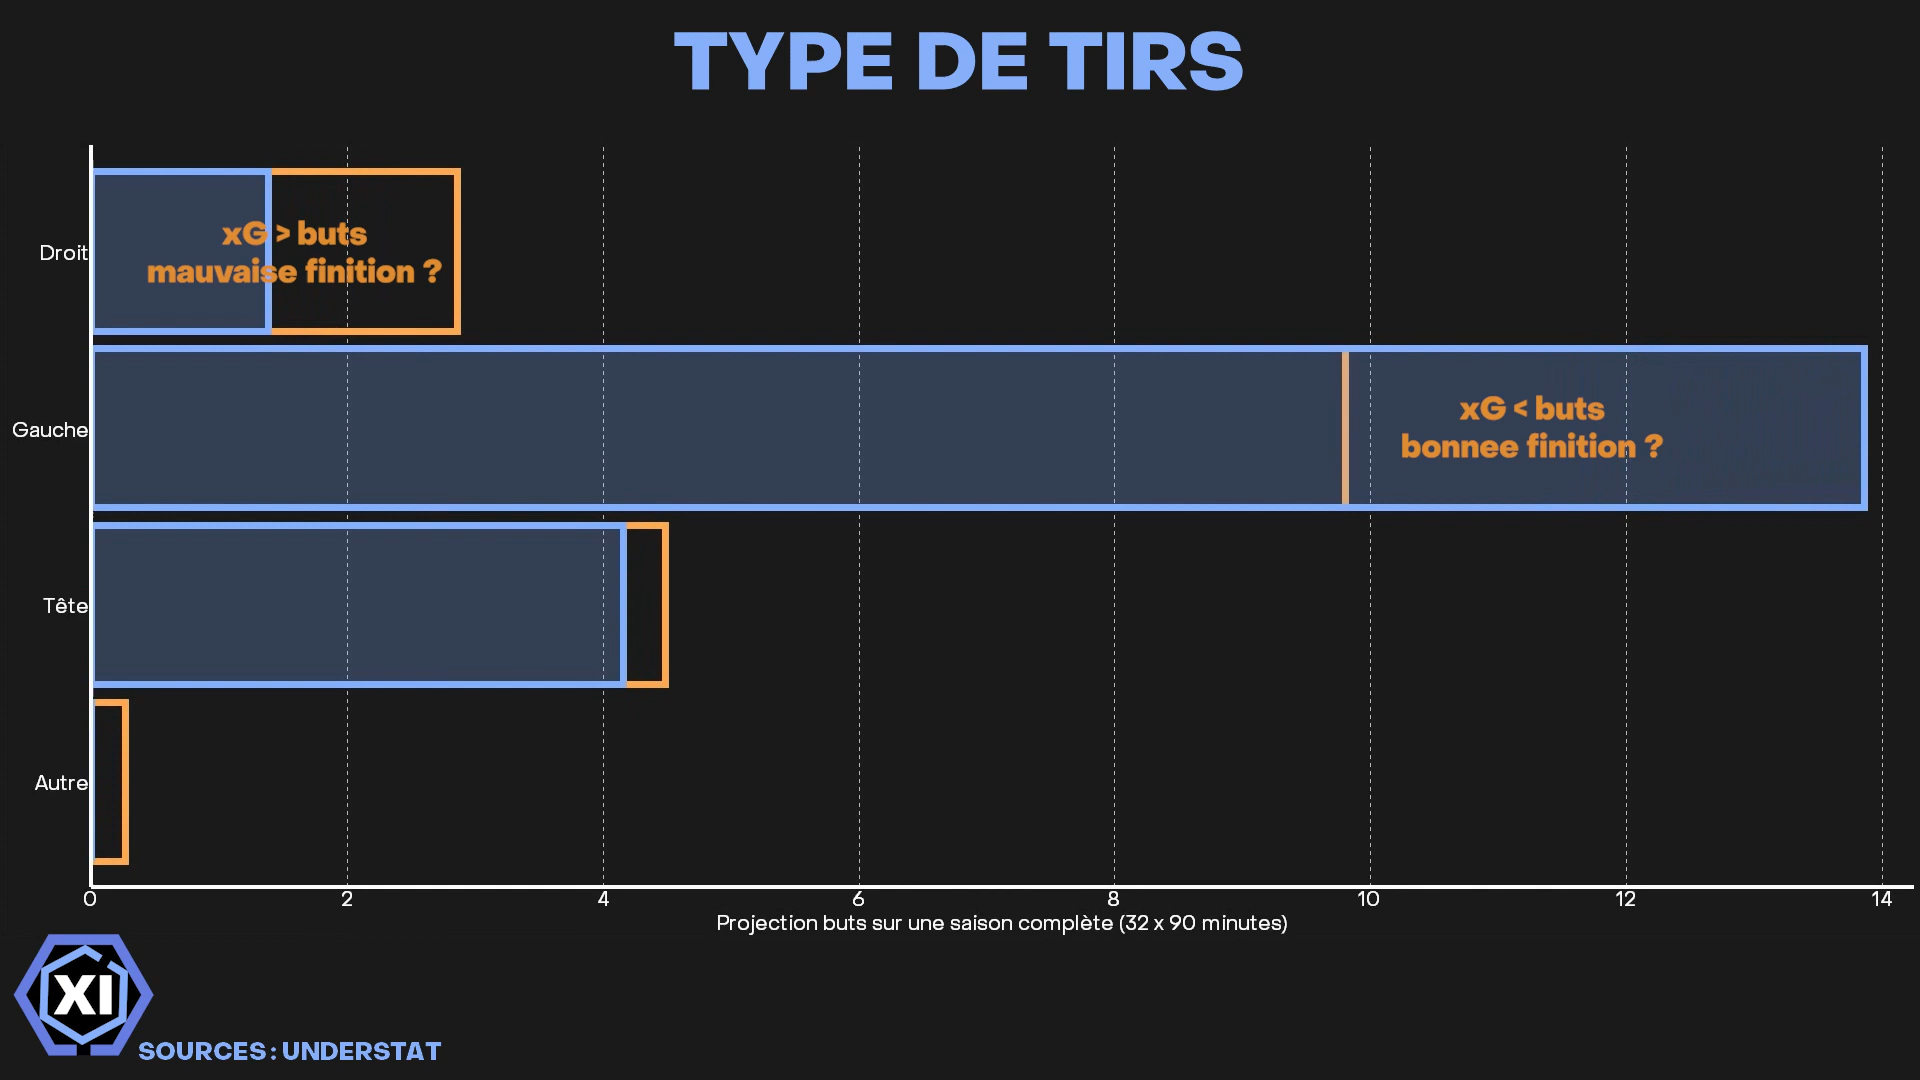 TYPE DE TIRS
Droit
xG > buts
mauvaise finition ?
Gauche
xG < buts
bonnee finition ?
Tête
Autre
0 2 4 6 8 10 12 14
Projection buts sur une saison complète (32 x 90 minutes)
XI
SOURCES : UNDERSTAT